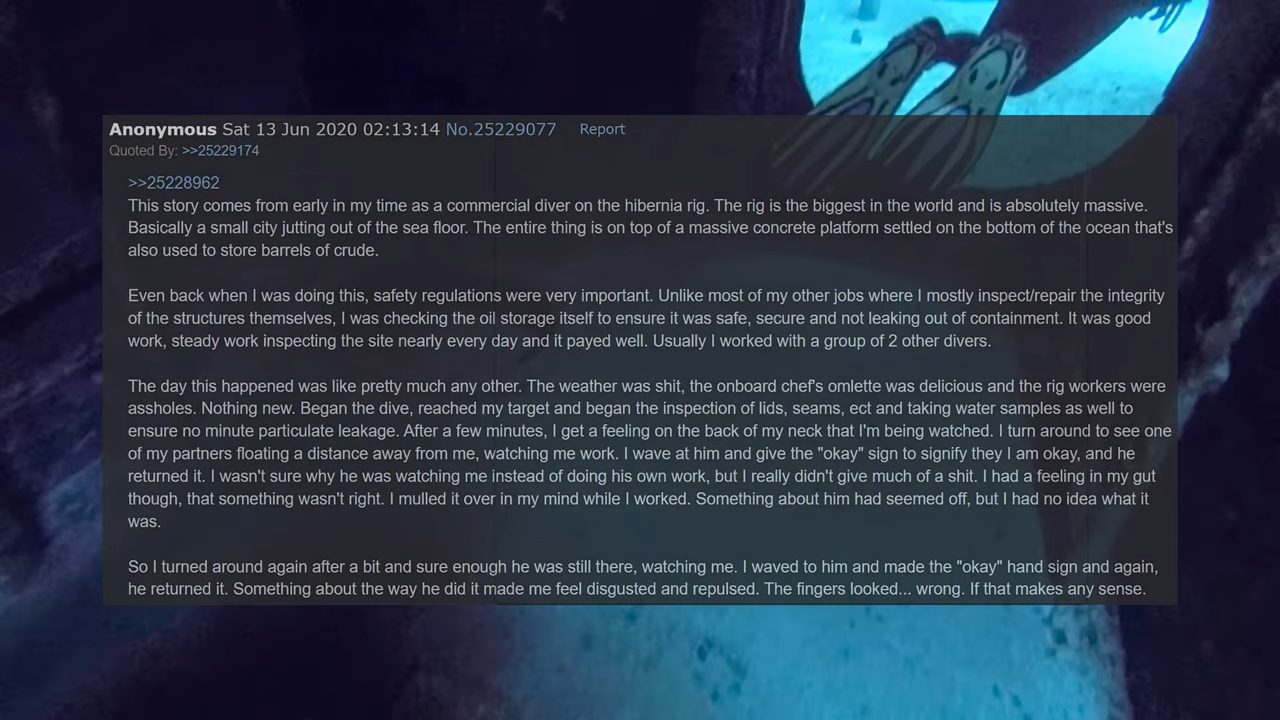 Anonymous Sat 13 Jun 2020 02:13:14 No.25229077 Report
Quoted By: >>25229174
>>25228962
This story comes from early in my time as a commercial diver on the hibernia rig. The rig is the biggest in the world and is absolutely massive.
Basically a small city jutting out of the sea floor. The entire thing is on top of a massive concrete platform settled on the bottom of the ocean that's
also used to store barrels of crude.
Even back when I was doing this, safety regulations were very important. Unlike most of my other jobs where I mostly inspect/repair the integrity
of the structures themselves, I was checking the oil storage itself to ensure it was safe, secure and not leaking out of containment. It was good
work, steady work inspecting the site nearly every day and it payed well. Usually I worked with a group of 2 other divers.
The day this happened was like pretty much any other. The weather was shit, the onboard chef's omlette was delicious and the rig workers were
assholes. Nothing new. Began the dive, reached my target and began the inspection of lids, seams, ect and taking water samples as well to
ensure no minute particulate leakage. After a few minutes, I get a feeling on the back of my neck that I'm being watched. I turn around to see one
of my partners floating a distance away from me, watching me work. I wave at him and give the "okay" sign to signify they I am okay, and he
returned it. I wasn't sure why he was watching me instead of doing his own work, but I really didn't give much of a shit. I had a feeling in my gut
though, that something wasn't right. I mulled it over in my mind while I worked. Something about him had seemed off, but I had no idea what it
was.
So I turned around again after a bit and sure enough he was still there, watching me. I waved to him and made the "okay" hand sign and again,
he returned it. Something about the way he did it made me feel disgusted and repulsed. The fingers looked... wrong. If that makes any sense.